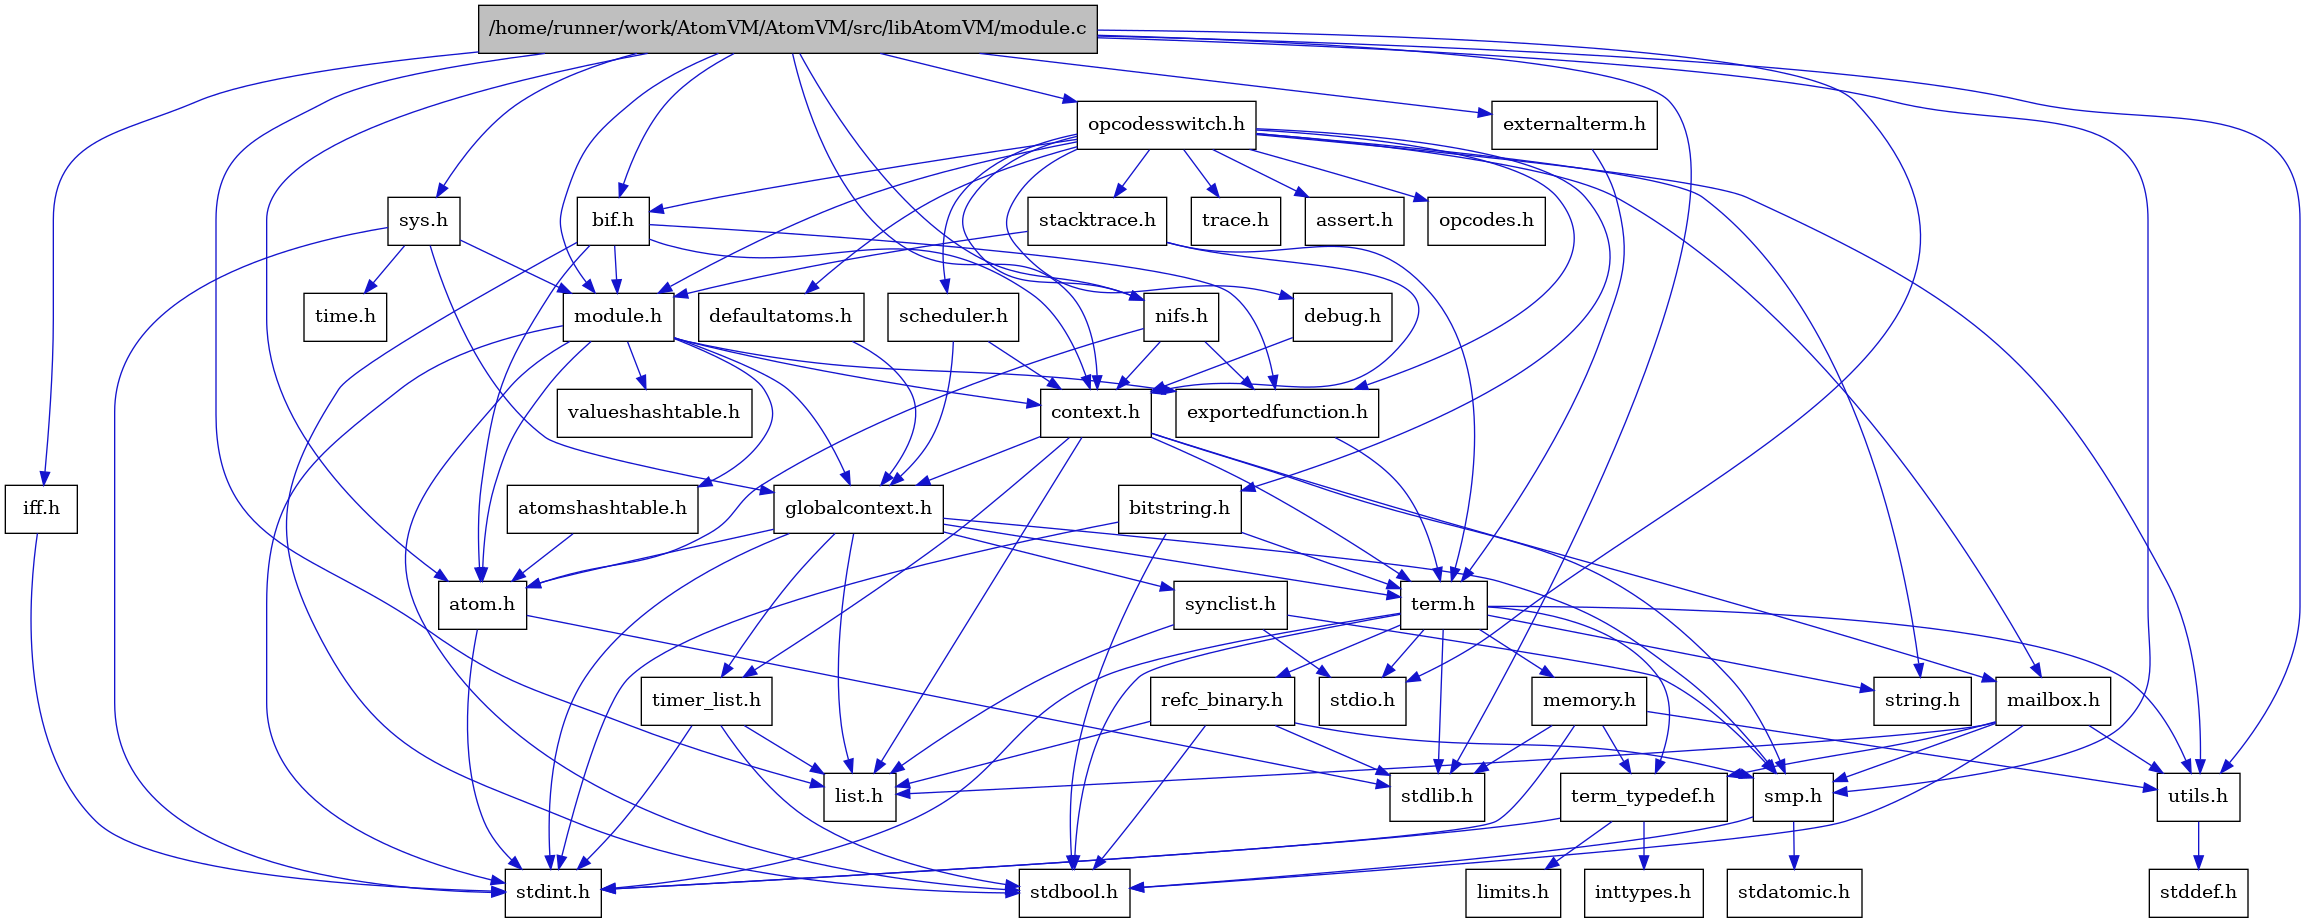 /home/runner/work/AtomVM/AtomVM/src/libAtomVM/module.c
opcodesswitch.h
externalterm.h
sys.h
bif.h
stacktrace.h
trace.h
assert.h
opcodes.h
time.h
module.h
defaultatoms.h
scheduler.h
nifs.h
debug.h
valueshashtable.h
context.h
exportedfunction.h
iff.h
atomshashtable.h
globalcontext.h
bitstring.h
atom.h
synclist.h
term.h
timer_list.h
refc_binary.h
stdio.h
memory.h
string.h
mailbox.h
list.h
stdlib.h
term_typedef.h
smp.h
utils.h
stdint.h
stdbool.h
limits.h
inttypes.h
stdatomic.h
stddef.h